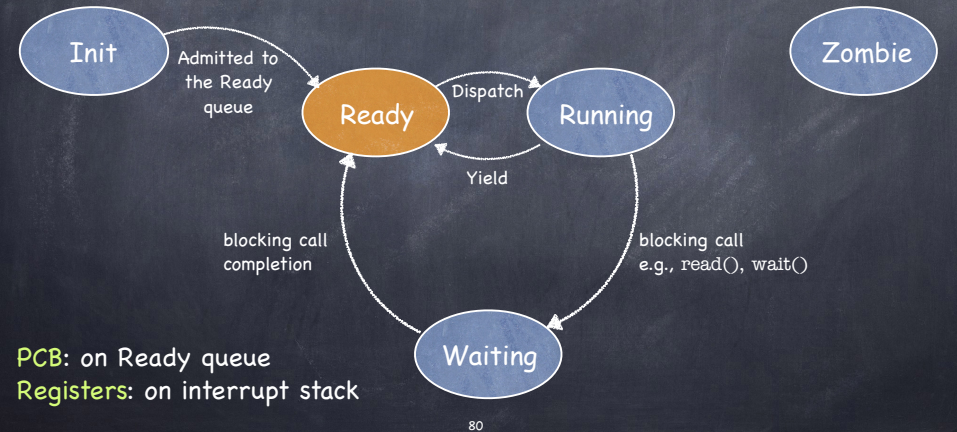 Init
Zombie
Admitted to
the Ready
queue
Ready
Dispatch
Running
Yield
blocking call
completion
blocking call
e.g., read(), wait()
Waiting
PCB: on Ready queue
Registers: on interrupt stack
80